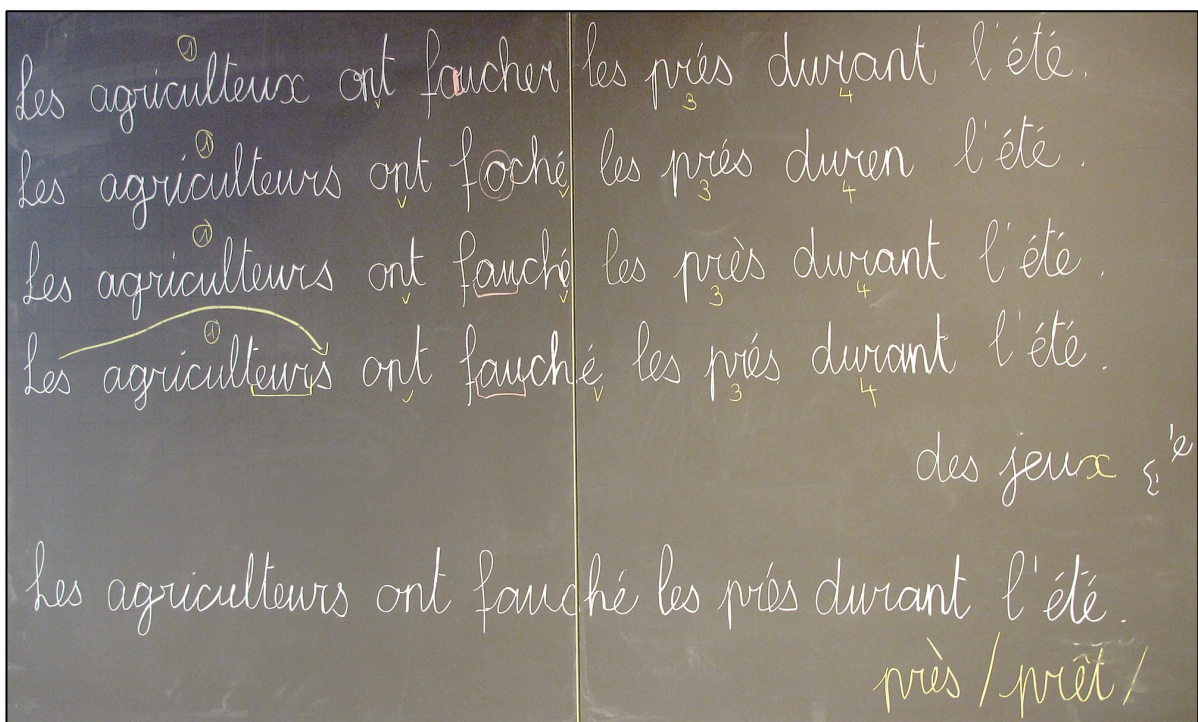 Les agriculteux ont faucher les prés durant l'été.
Les agriculteurs ont foché les prés duren l'été.
Les agriculteurs ont fauché les près durant l'été.
Les agriculteurs ont fauché les prés durant l'été.
des jeux
Les agriculteurs ont fauché les prés durant l'été.
près / prêt /